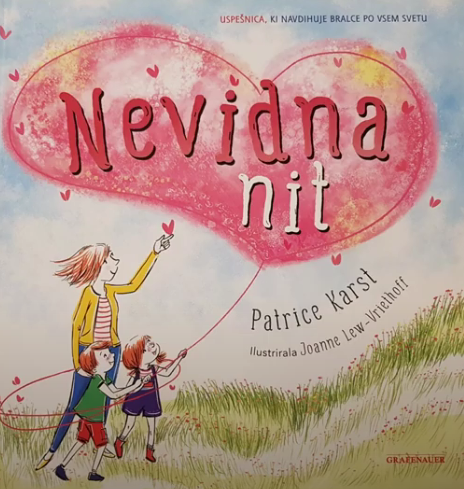 USPEŠNICA, KI NAVDIHUJE BRALCE PO VSEM SVETU
Nevidna
nit
Patrice Karst
Ilustrirala Joanne Lew-Vriethoff
GRAFENAUER